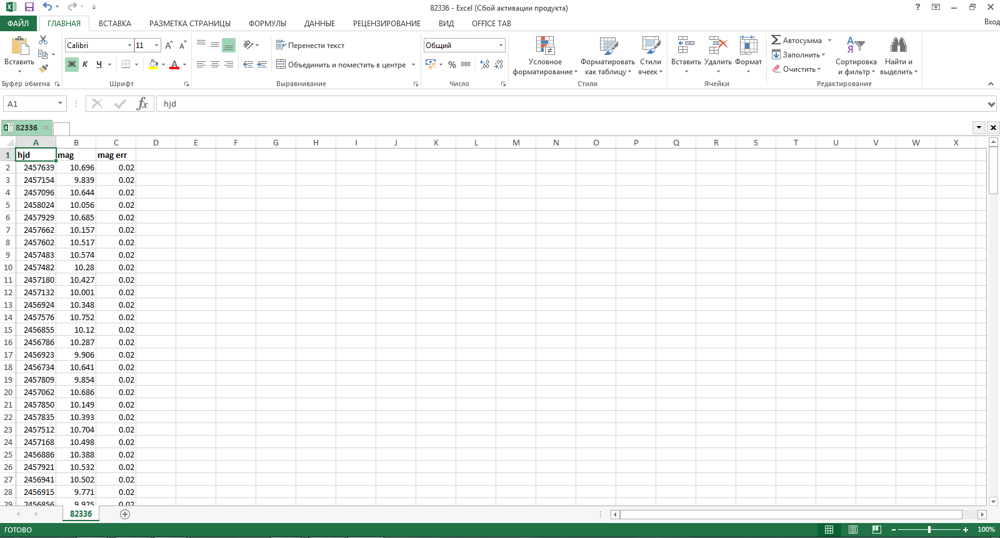 82336 - Excel (Сбой активации продукта)
?
ФАЙЛ ГЛАВНАЯ ВСТАВКА РАЗМЕТКА СТРАНИЦЫ ФОРМУЛЫ ДАННЫЕ РЕЦЕНЗИРОВАНИЕ ВИД OFFICE TAB
Вход
Вставить
Calibri 11
Ж К Ч
Перенести текст
Объединить и поместить в центре
Общий
% 000
Условное форматирование
Форматировать как таблицу
Стили ячеек
Вставить Удалить Формат
Автосумма
Заполнить
Очистить
Сортировка и фильтр
Найти и выделить
Буфер обмена Шрифт Выравнивание Число Стили Ячейки Редактирование
A1 fx hjd
82336
A B C D E F G H I J K L M N O P Q R S T U V W X
1 hjd mag mag err
2 2457639 10.696 0.02
3 2457154 9.839 0.02
4 2457096 10.644 0.02
5 2458024 10.056 0.02
6 2457929 10.685 0.02
7 2457662 10.157 0.02
8 2457602 10.517 0.02
9 2457483 10.574 0.02
10 2457482 10.28 0.02
11 2457180 10.427 0.02
12 2457132 10.001 0.02
13 2456924 10.348 0.02
14 2457576 10.752 0.02
15 2456855 10.12 0.02
16 2456786 10.287 0.02
17 2456923 9.906 0.02
18 2456734 10.641 0.02
19 2457809 9.854 0.02
20 2457062 10.686 0.02
21 2457850 10.149 0.02
22 2457835 10.393 0.02
23 2457512 10.704 0.02
24 2457168 10.498 0.02
25 2456886 10.388 0.02
26 2457921 10.532 0.02
27 2456941 10.502 0.02
28 2456915 9.771 0.02
29 2456856 9.925 0.02
82336
ГОТОВО
100%